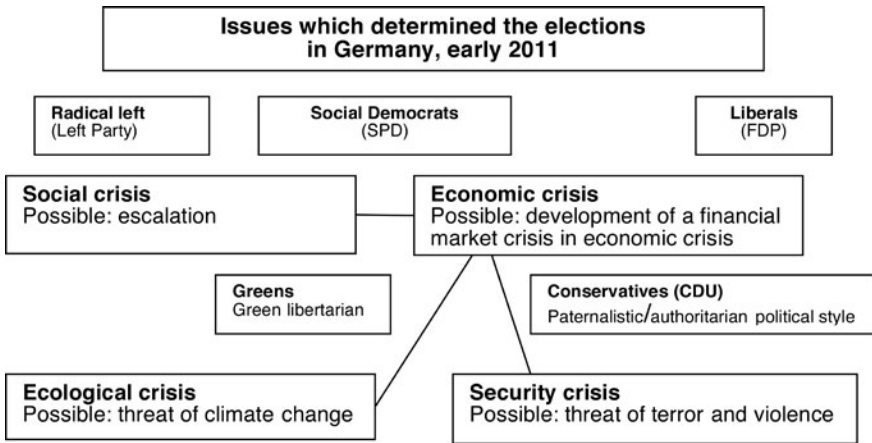 Issues which determined the elections
in Germany, early 2011
Radical left
(Left Party)
Social Democrats
(SPD)
Liberals
(FDP)
Social crisis
Possible: escalation
Economic crisis
Possible: development of a financial
market crisis in economic crisis
Greens
Green libertarian
Conservatives (CDU)
Paternalistic/authoritarian political style
Ecological crisis
Possible: threat of climate change
Security crisis
Possible: threat of terror and violence